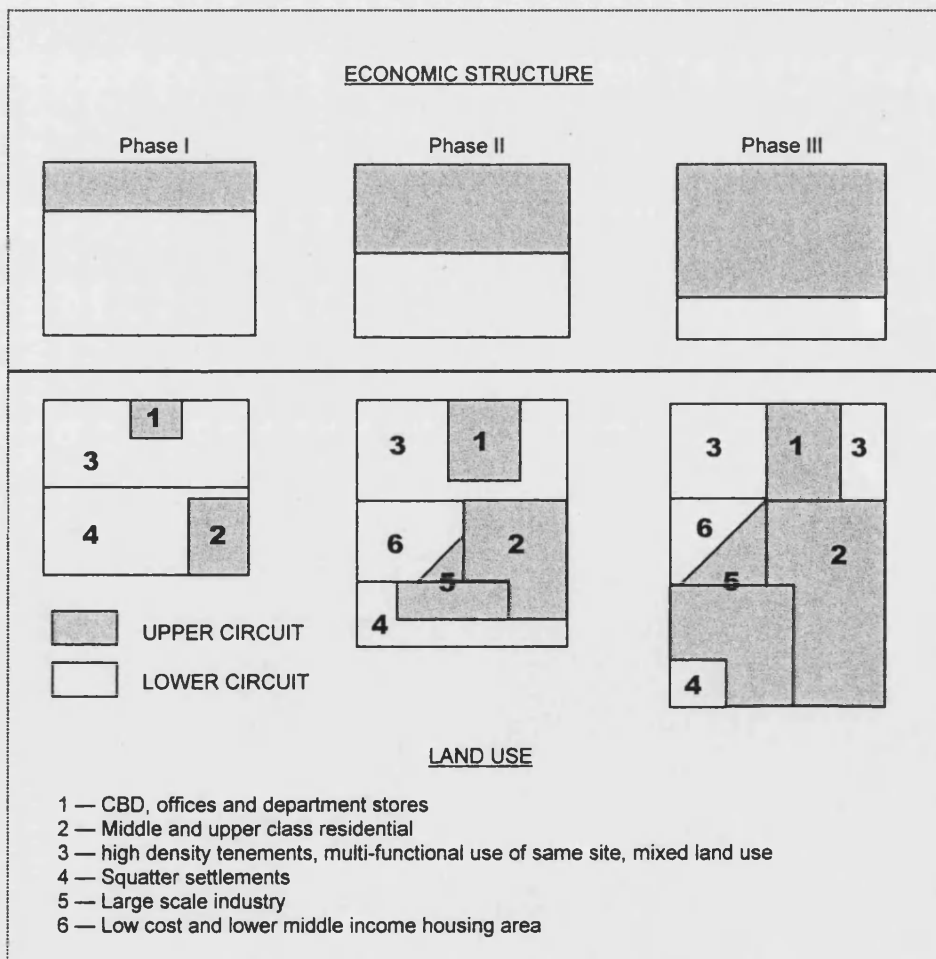 ECONOMIC STRUCTURE
Phase I
Phase II
Phase III
1
3
4
2
3
1
6
2
5
4
3
1
3
6
2
5
4
UPPER CIRCUIT
LOWER CIRCUIT
LAND USE
1 — CBD, offices and department stores
2 — Middle and upper class residential
3 — high density tenements, multi-functional use of same site, mixed land use
4 — Squatter settlements
5 — Large scale industry
6 — Low cost and lower middle income housing area